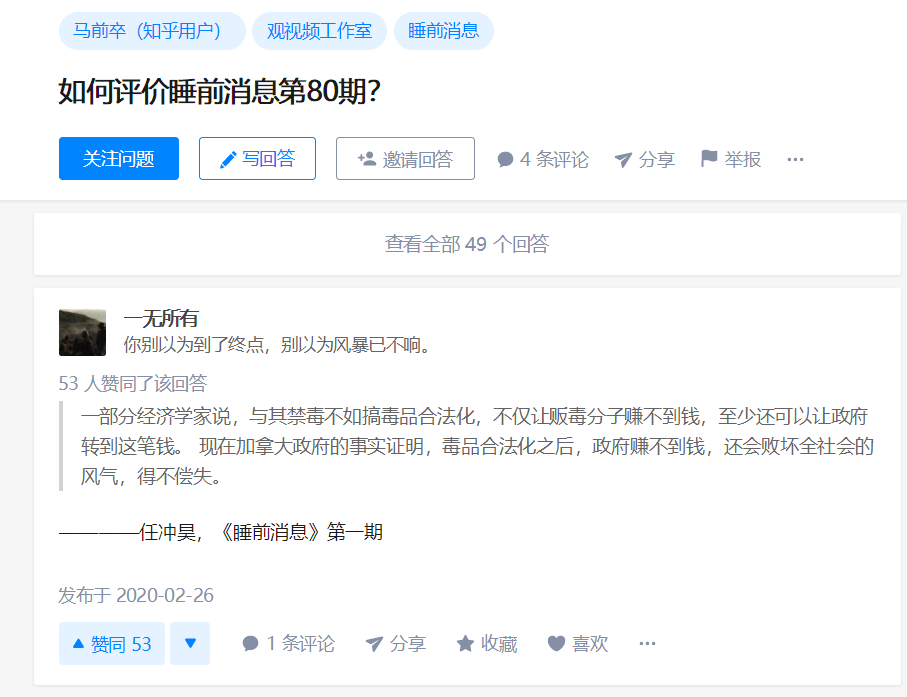 马前卒（知乎用户） 观视频工作室 睡前消息
如何评价睡前消息第80期？
关注问题 写回答 邀请回答 4 条评论 分享 举报 ···
查看全部 49 个回答
一无所有
你别以为到了终点，别以为风暴已不响。
53 人赞同了该回答
一部分经济学家说，与其禁毒不如搞毒品合法化，不仅让贩毒分子赚不到钱，至少还可以让政府
转到这笔钱。 现在加拿大政府的事实证明，毒品合法化之后，政府赚不到钱，还会败坏全社会的
风气，得不偿失。
————任冲昊，《睡前消息》第一期
发布于 2020-02-26
赞同 53 1 条评论 分享 收藏 喜欢 ···